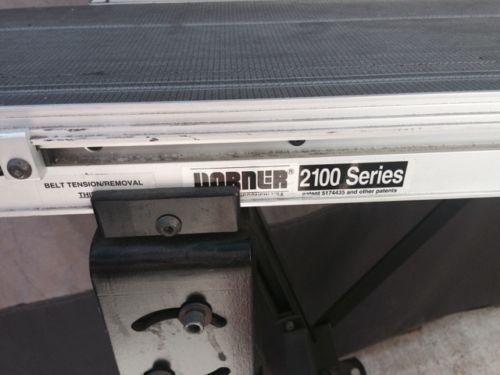 BELT TENSION/REMOVAL
DORNER®
2100 Series
patent 5174435 and other patents